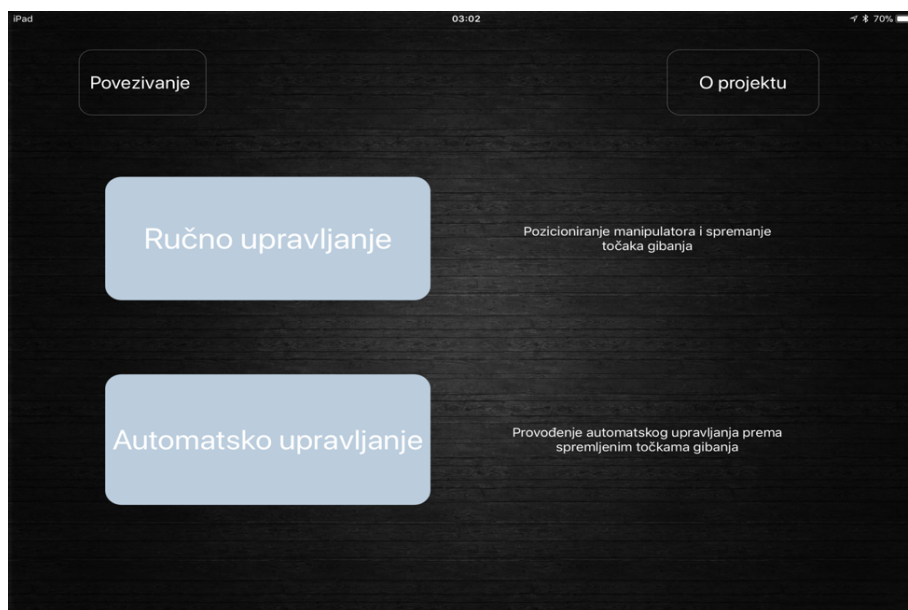 iPad 03:02 70%
Povezivanje
O projektu
Ručno upravljanje
Pozicioniranje manipulatora i spremanje
točaka gibanja
Automatsko upravljanje
Provođenje automatskog upravljanja prema
spremljenim točkama gibanja